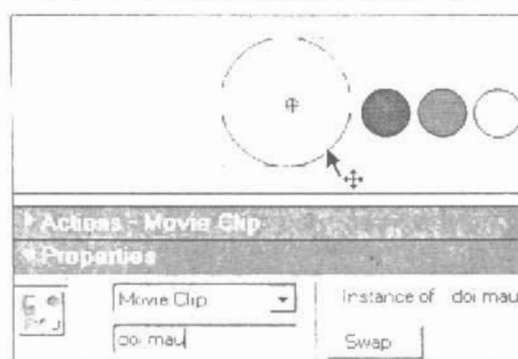 Actions - Movie Clip
Properties
Movie Clip
Instance of doi mau
doi mau
Swap